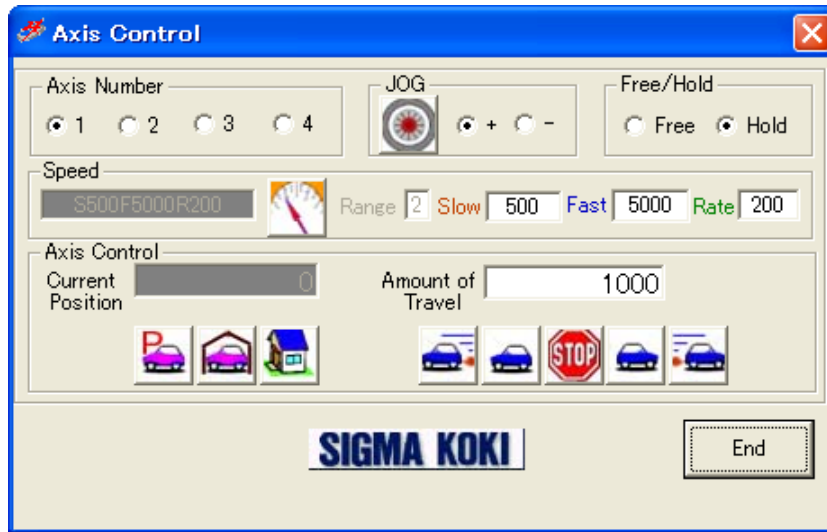 Axis Control
Axis Number
1 2 3 4
JOG
+ -
Free/Hold
Free Hold
Speed
S500F5000R200
Range 2 Slow 500 Fast 5000 Rate 200
Axis Control
Current Position 0
Amount of Travel 1000
P
STOP
SIGMA KOKI
End